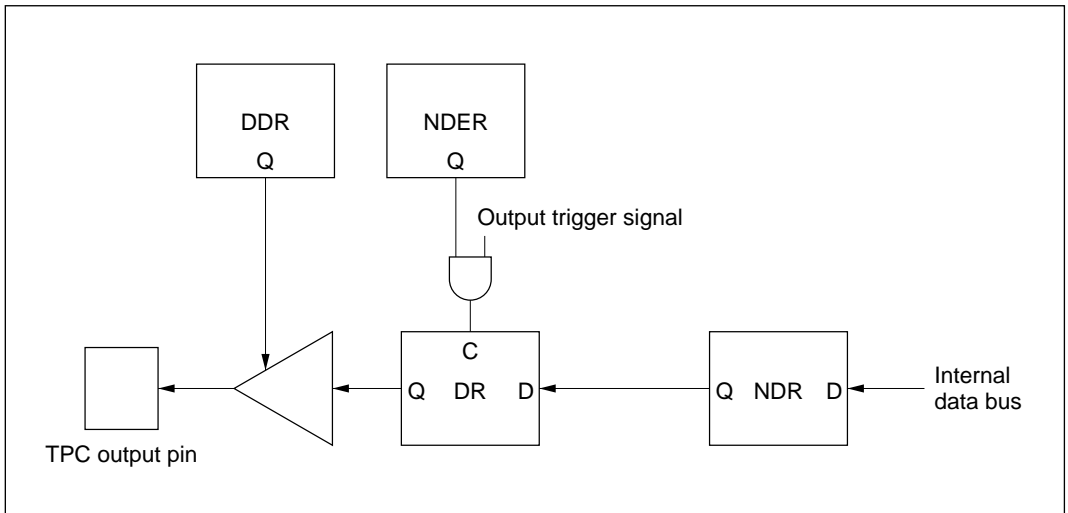 DDR
Q
NDER
Q
Output trigger signal
C
Q DR D
Q NDR D
Internal
data bus
TPC output pin